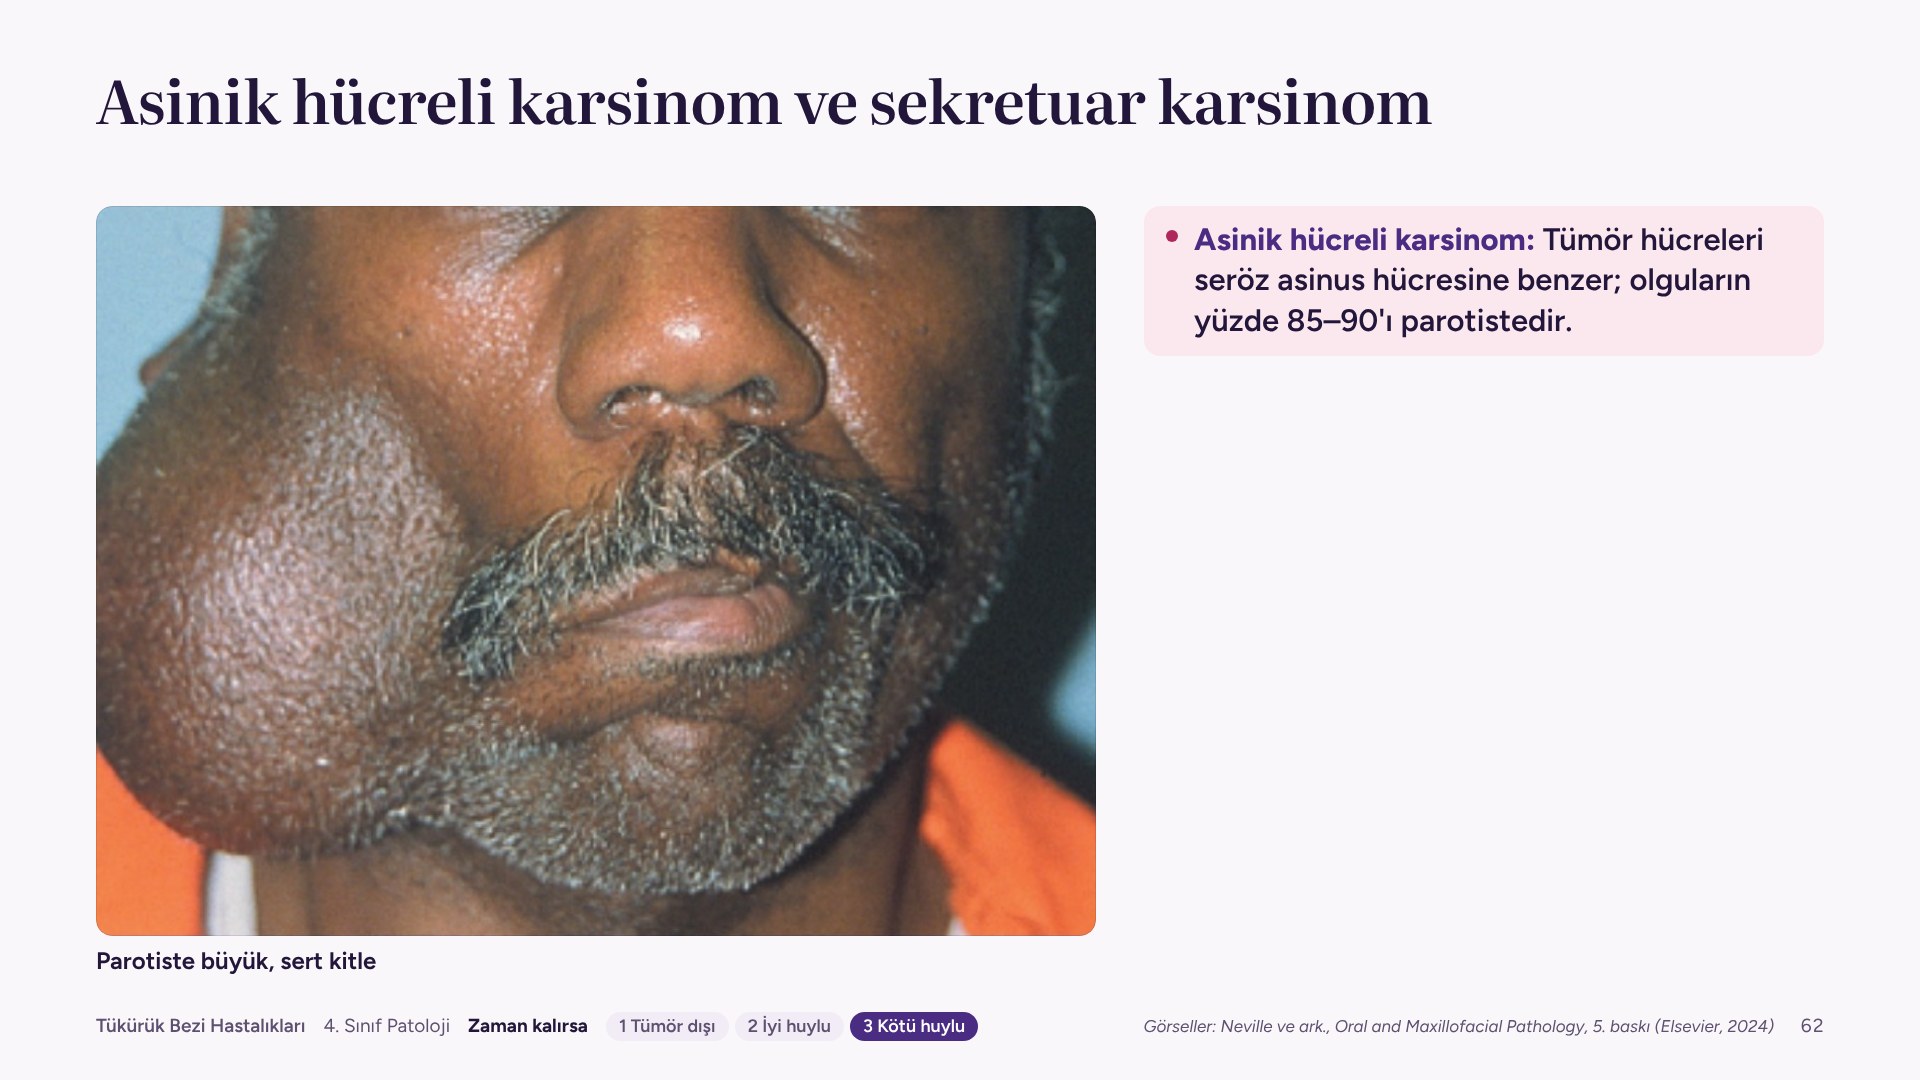 Asinik hücreli karsinom ve sekretuar karsinom
Asinik hücreli karsinom: Tümör hücreleri
seröz asinus hücresine benzer; olguların
yüzde 85–90'ı parotistedir.
Parotiste büyük, sert kitle
Tükürük Bezi Hastalıkları 4. Sınıf Patoloji Zaman kalırsa 1 Tümör dışı 2 İyi huylu 3 Kötü huylu
Görseller: Neville ve ark., Oral and Maxillofacial Pathology, 5. baskı (Elsevier, 2024) 62